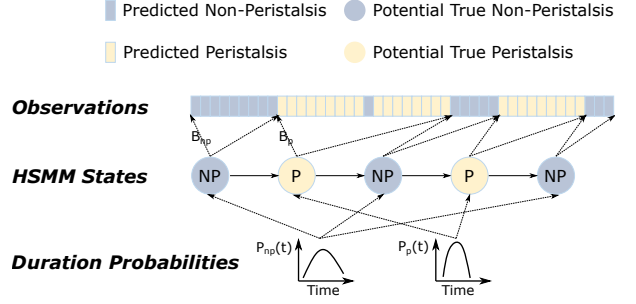 Predicted Non-Peristalsis
Potential True Non-Peristalsis
Predicted Peristalsis
Potential True Peristalsis
Observations
B_np
B_p
HSMM States
NP
P
NP
P
NP
Duration Probabilities
P_np(t)
Time
P_p(t)
Time